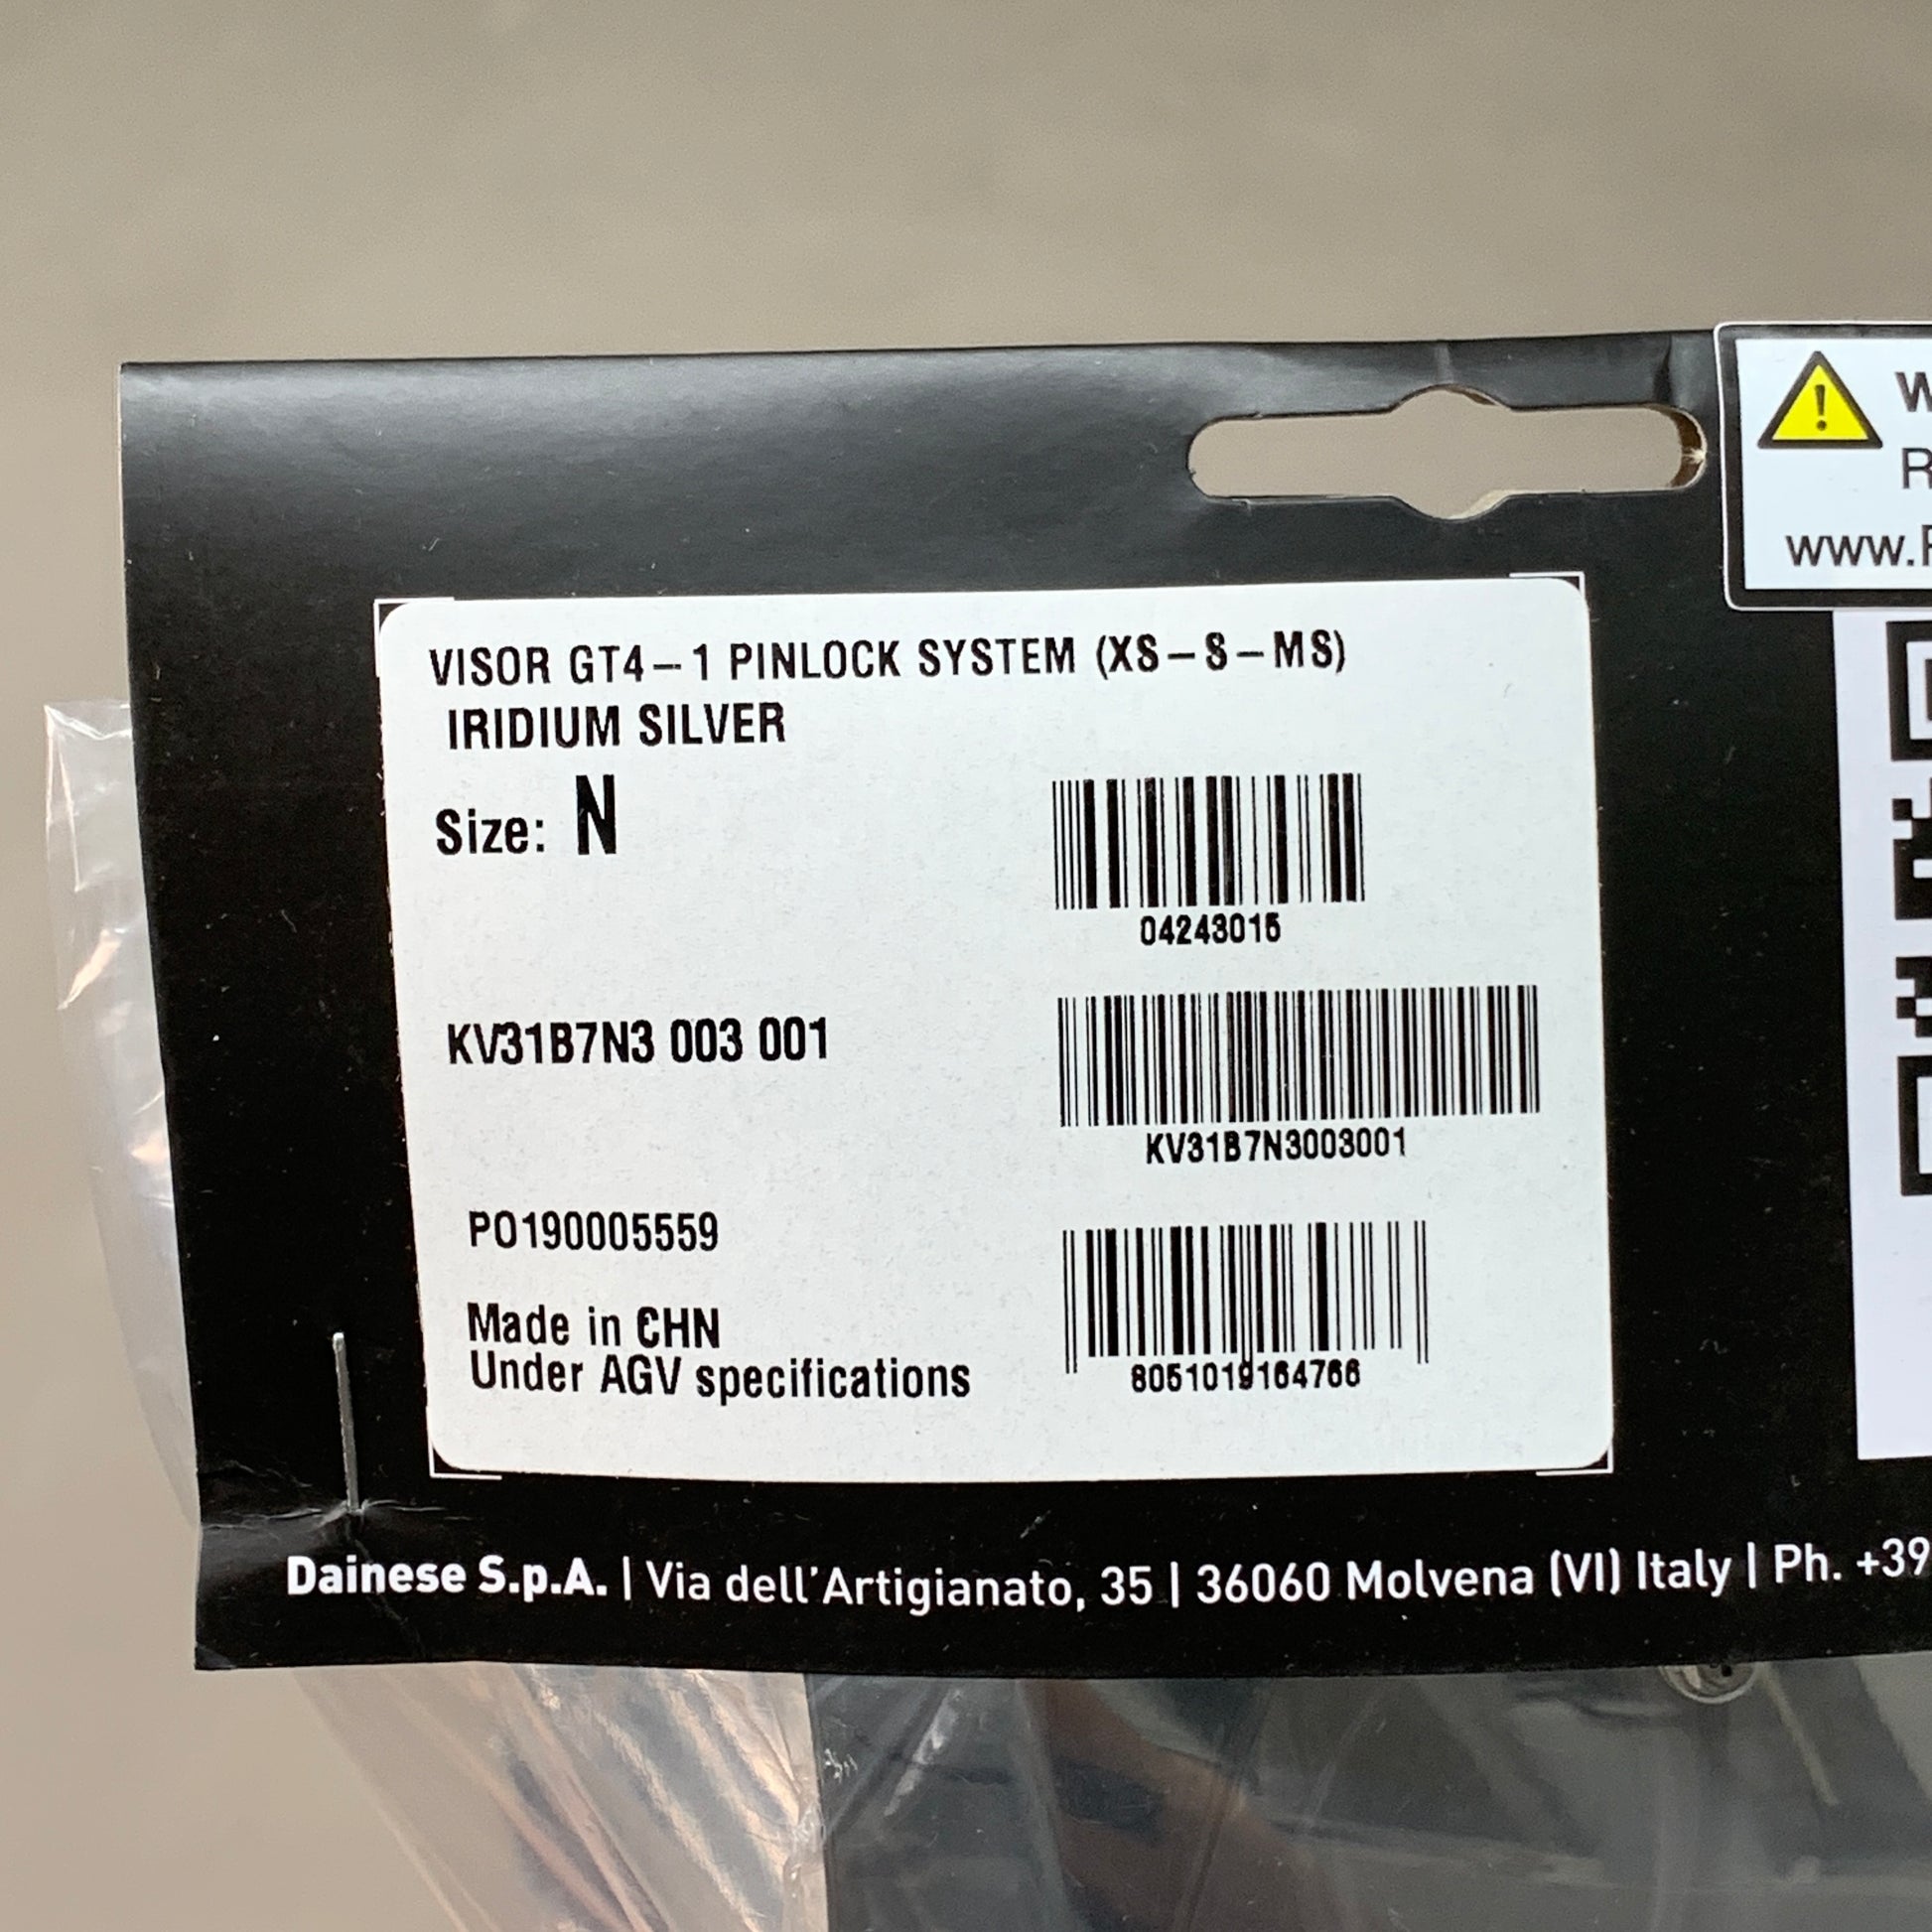 W
R
www.
VISOR GT4-1 PINLOCK SYSTEM (XS-S-MS)
IRIDIUM SILVER
Size: N
04243015
KV31B7N3 003 001
KV31B7N3003001
PO190005559
Made in CHN
Under AGV specifications
8051019164766
Dainese S.p.A. | Via dell'Artigianato, 35 | 36060 Molvena (VI) Italy | Ph. +39